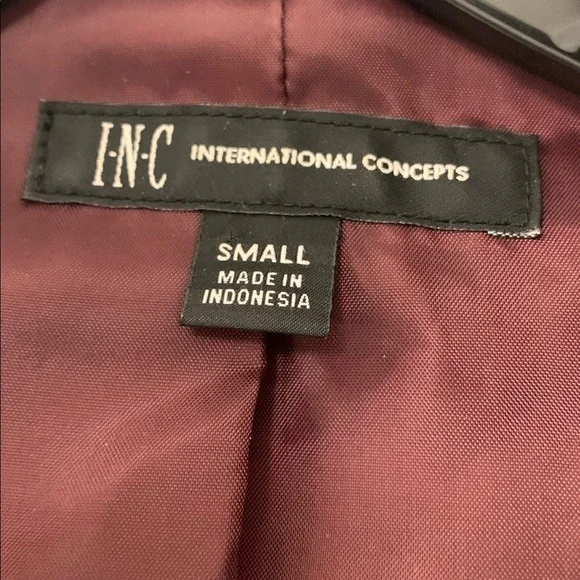 I·N·C INTERNATIONAL CONCEPTS
SMALL
MADE IN
INDONESIA